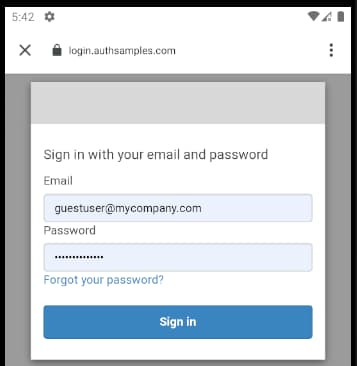 5:42
login.authsamples.com
Sign in with your email and password
Email
guestuser@mycompany.com
Password
••••••••••••••
Forgot your password?
Sign in